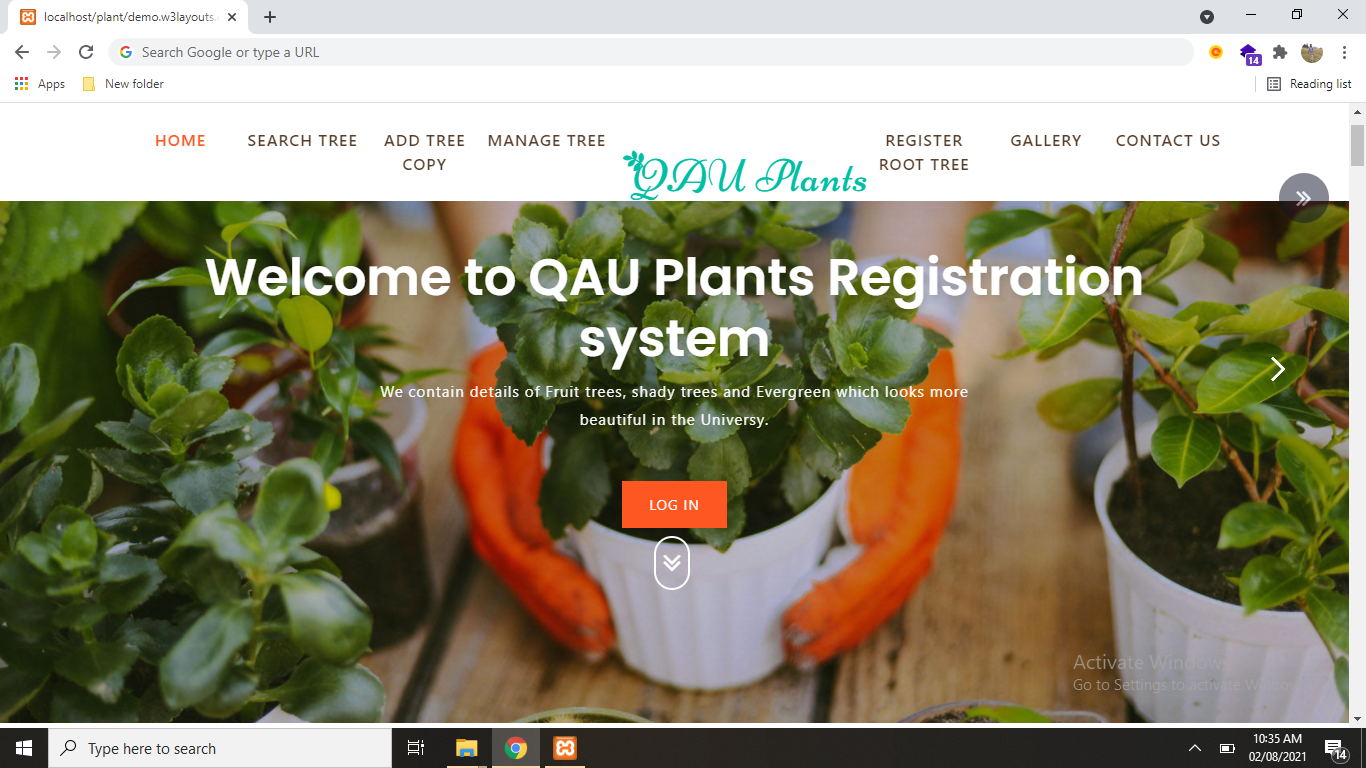 localhost/plant/demo.w3layouts.
Search Google or type a URL
14
Apps
New folder
Reading list
HOME
SEARCH TREE
ADD TREE
COPY
MANAGE TREE
QAU Plants
REGISTER
ROOT TREE
GALLERY
CONTACT US
Welcome to QAU Plants Registration
system
We contain details of Fruit trees, shady trees and Evergreen which looks more
beautiful in the Universy.
LOG IN
Activate Windows
Go to Settings to activate Windows
Type here to search
10:35 AM
02/08/2021
14